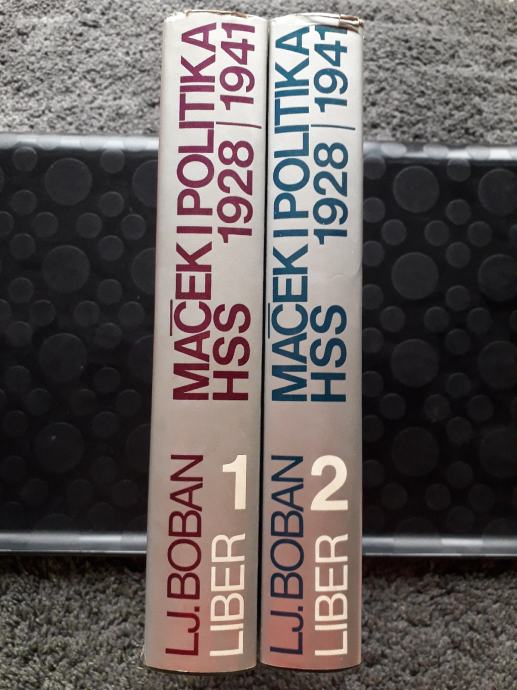 LJ. BOBAN
LIBER
1
MAČEK I POLITIKA
HSS 1928 / 1941
LJ. BOBAN
LIBER
2
MAČEK I POLITIKA
HSS 1928 / 1941